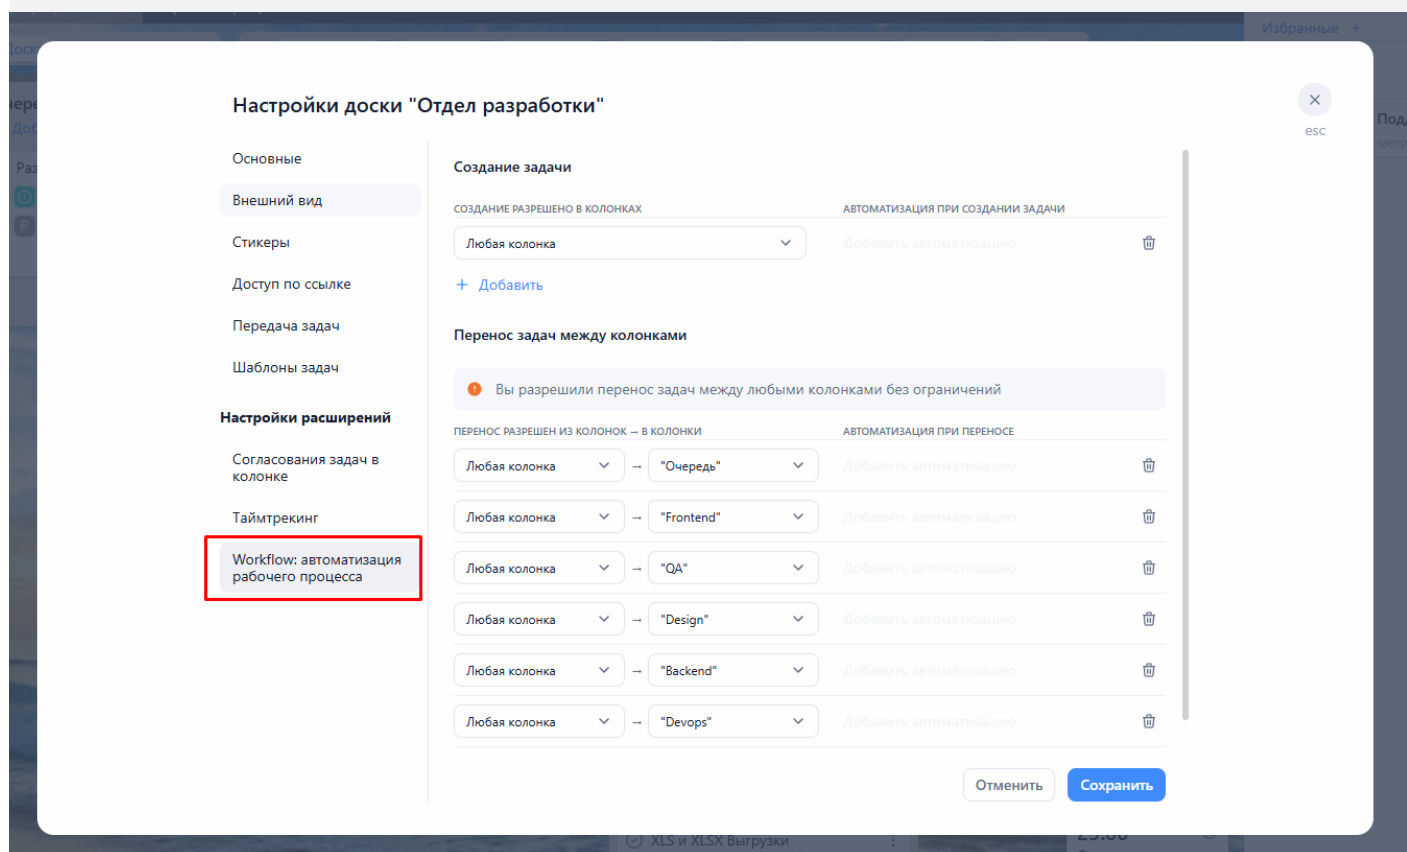 Избранные +
Настройки доски "Отдел разработки"
esc
Основные
Внешний вид
Стикеры
Доступ по ссылке
Передача задач
Шаблоны задач
Настройки расширений
Согласования задач в
колонке
Таймтрекинг
Workflow: автоматизация
рабочего процесса
Создание задачи
СОЗДАНИЕ РАЗРЕШЕНО В КОЛОНКАХ
АВТОМАТИЗАЦИЯ ПРИ СОЗДАНИИ ЗАДАЧИ
Любая колонка
Добавить автоматизацию
+ Добавить
Перенос задач между колонками
Вы разрешили перенос задач между любыми колонками без ограничений
ПЕРЕНОС РАЗРЕШЕН ИЗ КОЛОНОК → В КОЛОНКИ
АВТОМАТИЗАЦИЯ ПРИ ПЕРЕНОСЕ
Любая колонка → "Очередь" Добавить автоматизацию
Любая колонка → "Frontend" Добавить автоматизацию
Любая колонка → "QA" Добавить автоматизацию
Любая колонка → "Design" Добавить автоматизацию
Любая колонка → "Backend" Добавить автоматизацию
Любая колонка → "Devops" Добавить автоматизацию
Отменить
Сохранить
XLS и XLSX Выгрузки